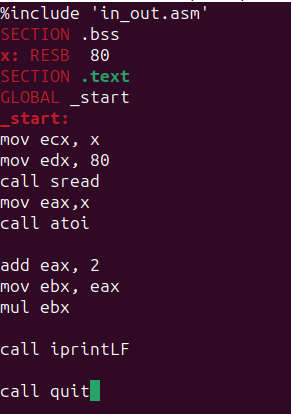 %include 'in_out.asm'
SECTION .bss
x: RESB  80
SECTION .text
GLOBAL _start
_start:
mov ecx, x
mov edx, 80
call sread
mov eax,x
call atoi

add eax, 2
mov ebx, eax
mul ebx

call iprintLF

call quit